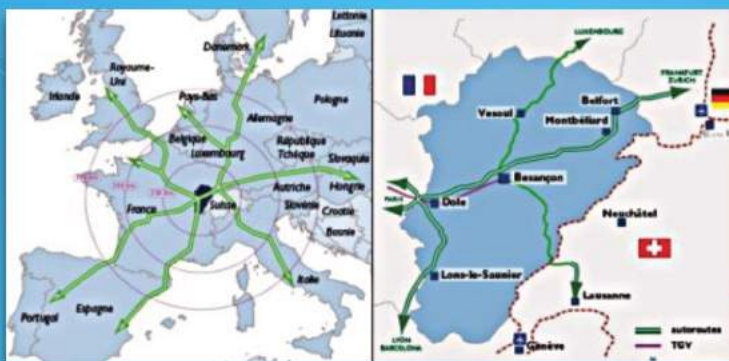 Lettonie
Lituanie
Danemark
Royaume-
Uni
Irlande
Pays-Bas
Pologne
Allemagne
Belgique
République
Tchèque
Luxembourg
Slovaquie
Autriche
Hongrie
France
Suisse
Slovénie
Croatie
Bosnie
Italie
Espagne
Portugal
LUXEMBOURG
FRANKFURT
ZURICH
Belfort
Vesoul
Montbéliard
Besançon
PARIS
Dole
Neuchâtel
Lons-le-Saunier
Lausanne
LYON
BARCELONA
Genève
autoroutes
TGV